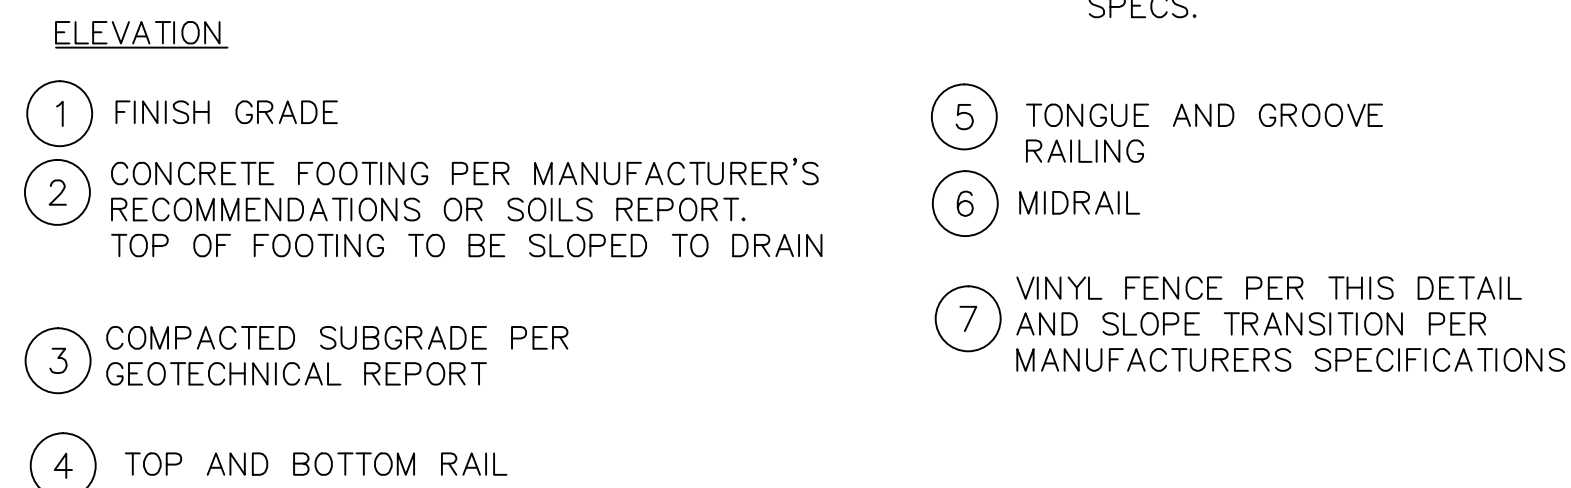 ELEVATION
1 FINISH GRADE
2 CONCRETE FOOTING PER MANUFACTURER'S
RECOMMENDATIONS OR SOILS REPORT.
TOP OF FOOTING TO BE SLOPED TO DRAIN
3 COMPACTED SUBGRADE PER
GEOTECHNICAL REPORT
4 TOP AND BOTTOM RAIL
SPECS.
5 TONGUE AND GROOVE
RAILING
6 MIDRAIL
7 VINYL FENCE PER THIS DETAIL
AND SLOPE TRANSITION PER
MANUFACTURERS SPECIFICATIONS